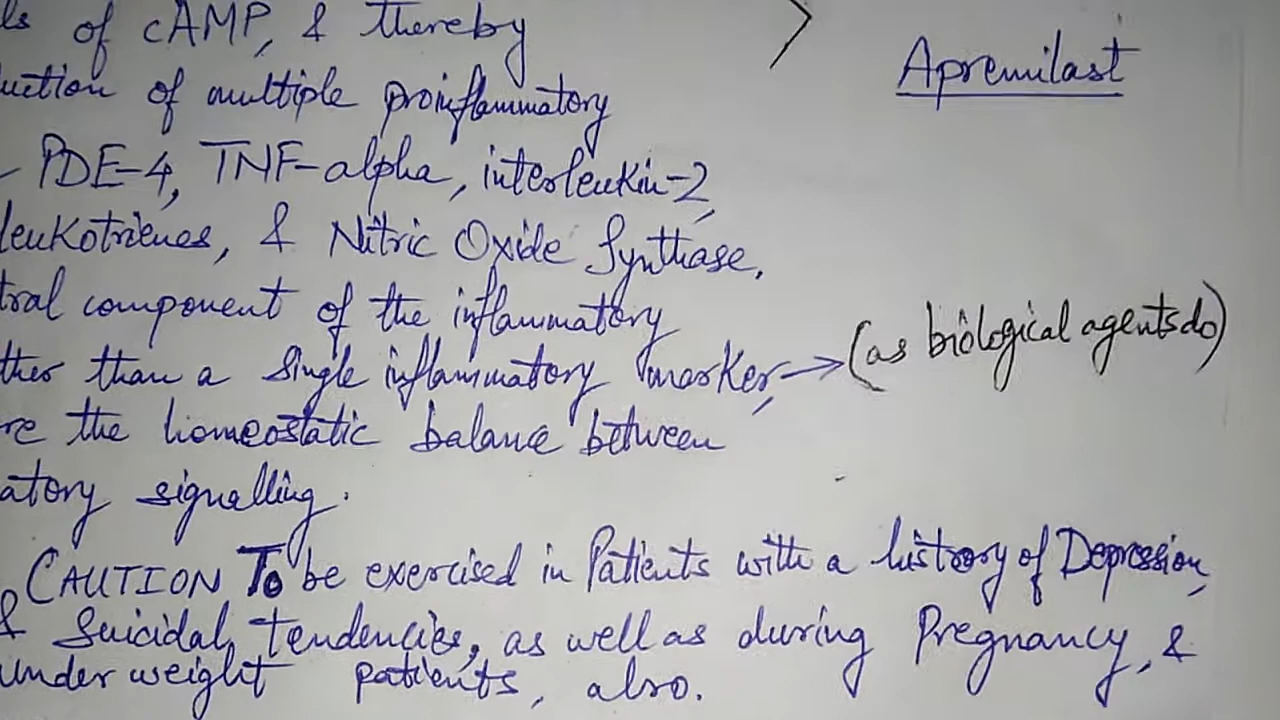 ls of cAMP, & thereby
Apremilast
uction of multiple proinflammatory
- PDE-4, TNF-alpha, interleukin-2,
leukotrienes, & Nitric Oxide Synthase,
tral component of the inflammatory
ther than a single inflammatory marker, → (as biological agents do)
re the homeostatic balance between
atory signalling.
CAUTION To be exercised in Patients with a history of Depression,
& Suicidal tendencies, as well as during Pregnancy, &
underweight patients, also.